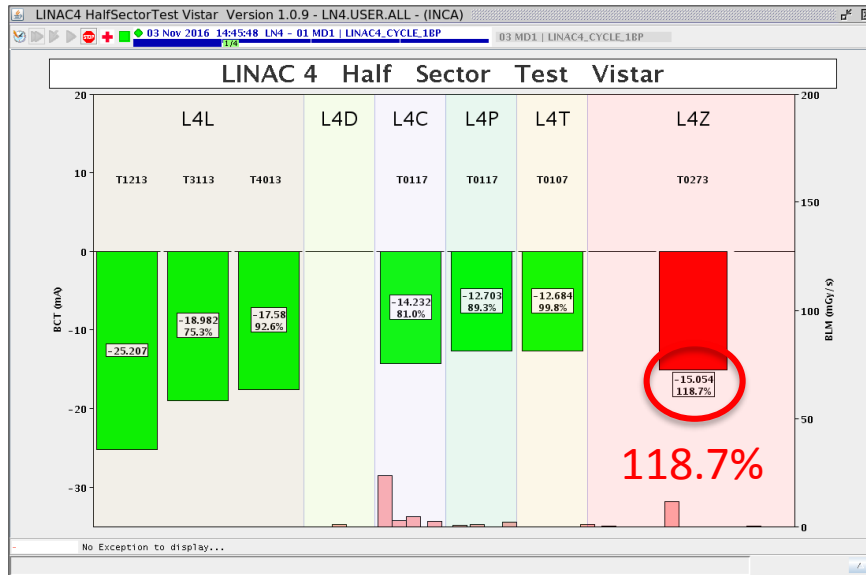 LINAC4 HalfSectorTest Vistar Version 1.0.9 - LN4.USER.ALL - (INCA)
STOP
03 Nov 2016 14:45:48 LN4 - 01 MD1 | LINAC4_CYCLE_1BP
03 MD1 | LINAC4_CYCLE_1BP
1/4
LINAC 4 Half Sector Test Vistar
20
200
L4L
L4D
L4C
L4P
L4T
L4Z
10
T1213
T3113
T4013
T0117
T0117
T0107
T0273
150
0
BCT (mA)
BLM (mGy/s)
-10
100
-25.207
-18.982
75.3%
-17.58
92.6%
-14.232
81.0%
-12.703
89.3%
-12.684
99.8%
-15.054
118.7%
-20
50
118.7%
-30
0
- No Exception to display...